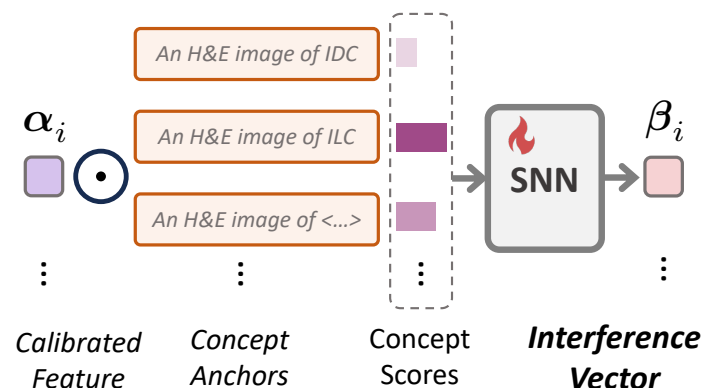 An H&E image of IDC
α_i
An H&E image of ILC
SNN
β_i
An H&E image of <...>
Calibrated
Feature
Concept
Anchors
Concept
Scores
Interference
Vector